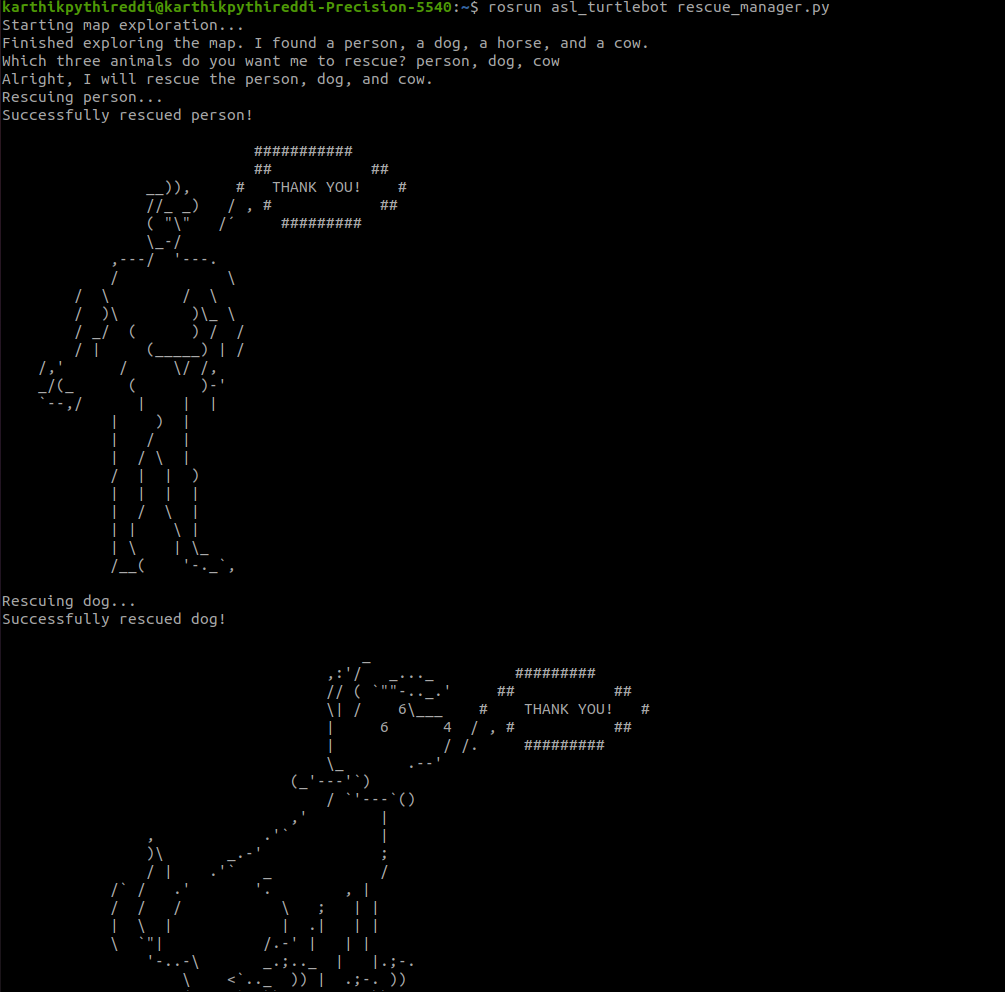 karthikpythireddi@karthikpythireddi-Precision-5540:~$ rosrun asl_turtlebot rescue_manager.py
Starting map exploration...
Finished exploring the map. I found a person, a dog, a horse, and a cow.
Which three animals do you want me to rescue? person, dog, cow
Alright, I will rescue the person, dog, and cow.
Rescuing person...
Successfully rescued person!
THANK YOU!
Rescuing dog...
Successfully rescued dog!
THANK YOU!